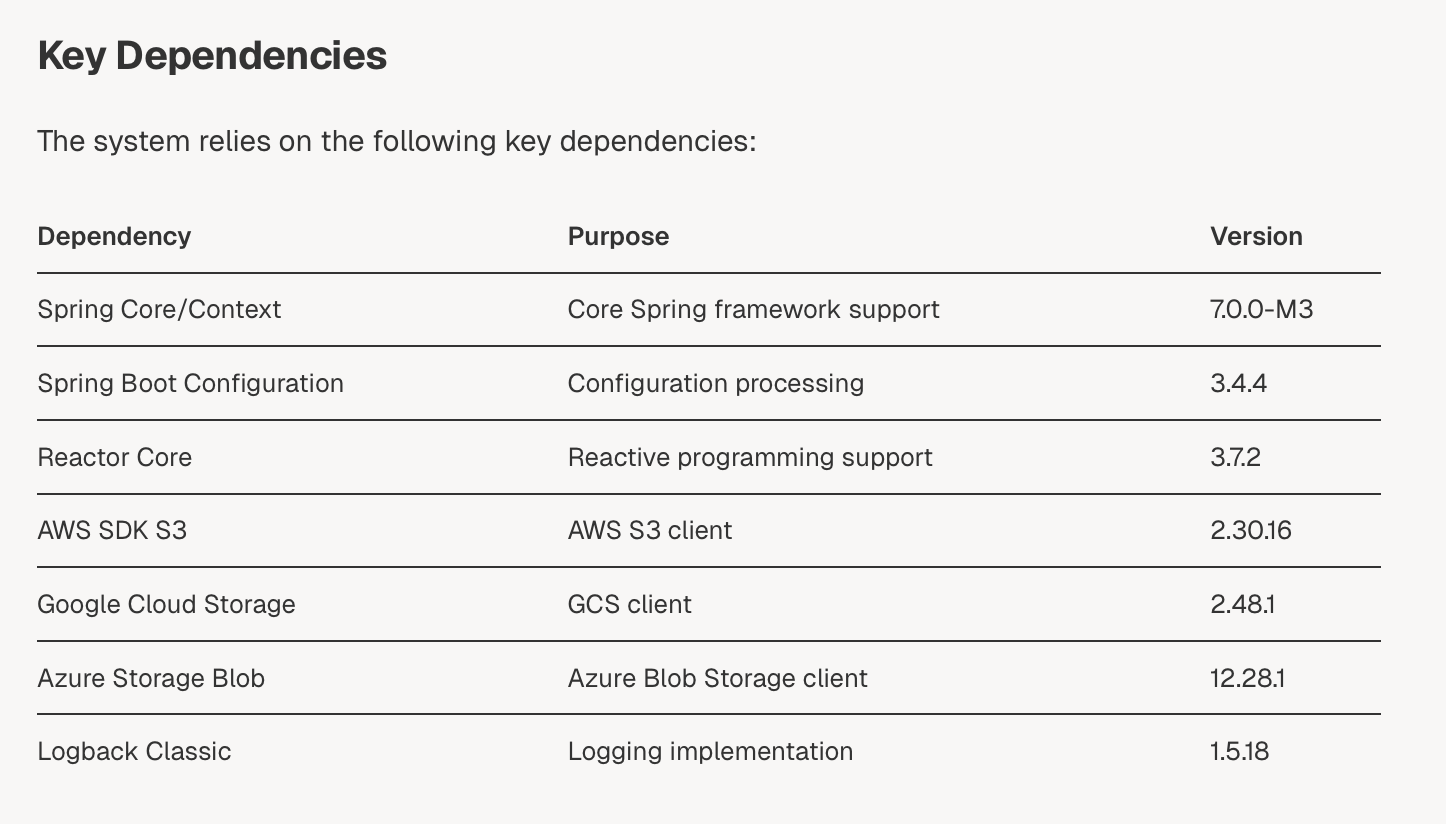 Key Dependencies
The system relies on the following key dependencies:
Dependency Purpose Version
Spring Core/Context Core Spring framework support 7.0.0-M3
Spring Boot Configuration Configuration processing 3.4.4
Reactor Core Reactive programming support 3.7.2
AWS SDK S3 AWS S3 client 2.30.16
Google Cloud Storage GCS client 2.48.1
Azure Storage Blob Azure Blob Storage client 12.28.1
Logback Classic Logging implementation 1.5.18